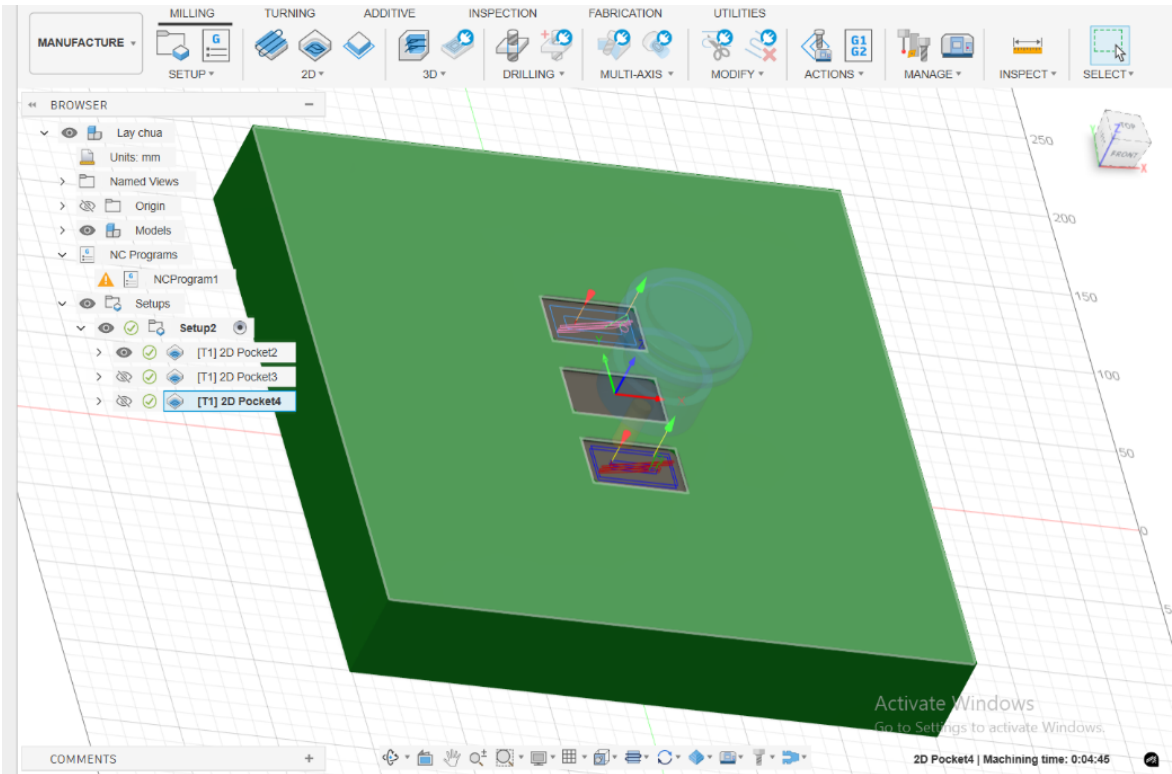 MILLING TURNING ADDITIVE INSPECTION FABRICATION UTILITIES
MANUFACTURE
G
G1
G2
SETUP 2D 3D DRILLING MULTI-AXIS MODIFY ACTIONS MANAGE INSPECT SELECT
BROWSER
Lay chua
Units: mm
Named Views
Origin
Models
NC Programs
NCProgram1
Setups
Setup2
[T1] 2D Pocket2
[T1] 2D Pocket3
[T1] 2D Pocket4
250
200
150
100
50
0
5
TOP
FRONT
Z
Y
X
Activate Windows
Go to Settings to activate Windows.
COMMENTS
2D Pocket4 | Machining time: 0:04:45